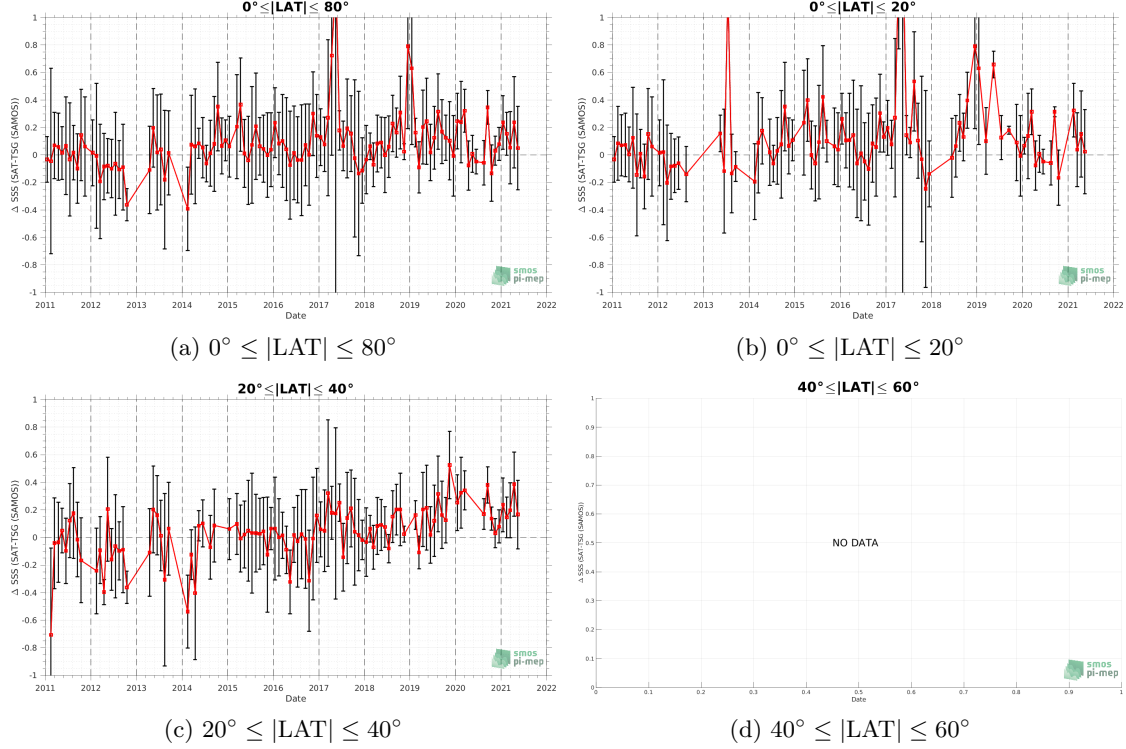 0°≤|LAT|≤ 80°
Δ SSS (SAT-TSG (SAMOS))
1
0.8
0.6
0.4
0.2
0
-0.2
-0.4
-0.6
-0.8
-1
2011 2012 2013 2014 2015 2016 2017 2018 2019 2020 2021 2022
Date
smos
pi-mep
(a) 0° ≤ |LAT| ≤ 80°
0°≤|LAT|≤ 20°
Δ SSS (SAT-TSG (SAMOS))
1
0.8
0.6
0.4
0.2
0
-0.2
-0.4
-0.6
-0.8
-1
2011 2012 2013 2014 2015 2016 2017 2018 2019 2020 2021 2022
Date
smos
pi-mep
(b) 0° ≤ |LAT| ≤ 20°
20°≤|LAT|≤ 40°
Δ SSS (SAT-TSG (SAMOS))
1
0.8
0.6
0.4
0.2
0
-0.2
-0.4
-0.6
-0.8
-1
2011 2012 2013 2014 2015 2016 2017 2018 2019 2020 2021 2022
Date
smos
pi-mep
(c) 20° ≤ |LAT| ≤ 40°
40°≤|LAT|≤ 60°
Δ SSS (SAT-TSG (SAMOS))
1
0.9
0.8
0.7
0.6
0.5
0.4
0.3
0.2
0.1
0
NO DATA
0 0.1 0.2 0.3 0.4 0.5 0.6 0.7 0.8 0.9 1
Date
smos
pi-mep
(d) 40° ≤ |LAT| ≤ 60°